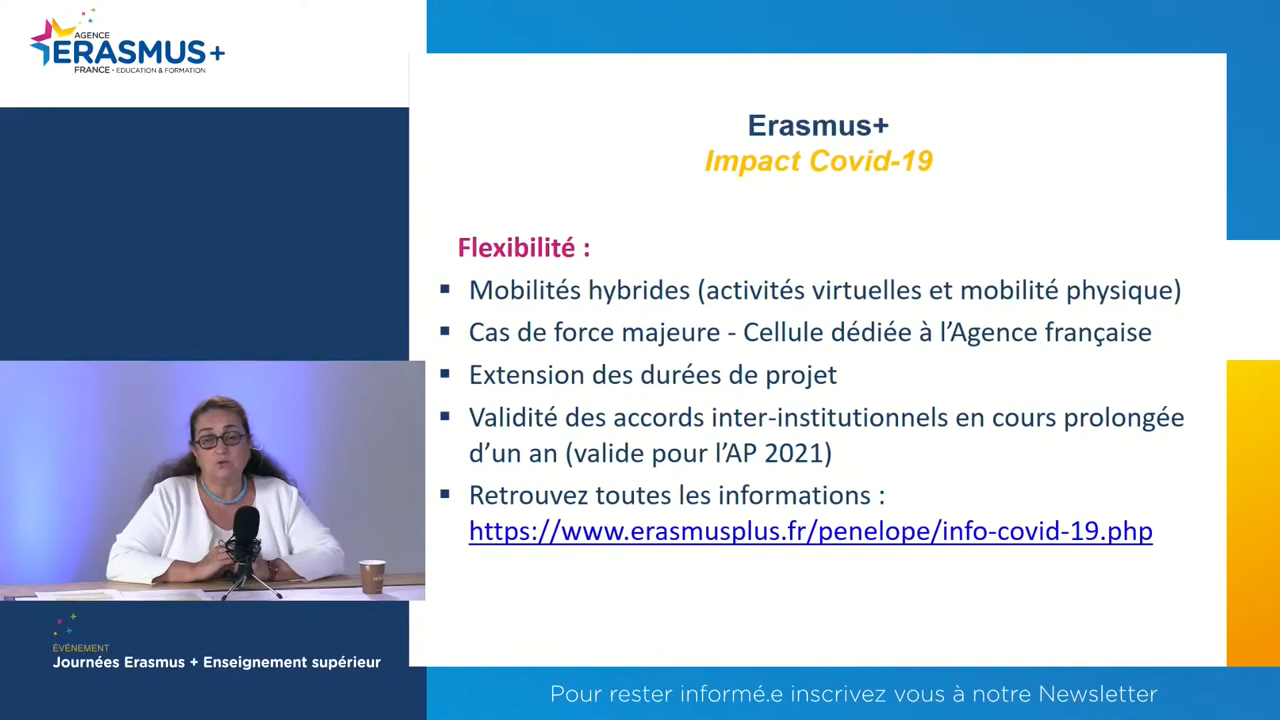 AGENCE
ERASMUS+
FRANCE • EDUCATION & FORMATION
Erasmus+
Impact Covid-19
Flexibilité :
▪ Mobilités hybrides (activités virtuelles et mobilité physique)
▪ Cas de force majeure - Cellule dédiée à l’Agence française
▪ Extension des durées de projet
▪ Validité des accords inter-institutionnels en cours prolongée
d’un an (valide pour l’AP 2021)
▪ Retrouvez toutes les informations :
https://www.erasmusplus.fr/penelope/info-covid-19.php
ÉVÉNEMENT
Journées Erasmus + Enseignement supérieur
Pour rester informé.e inscrivez vous à notre Newsletter